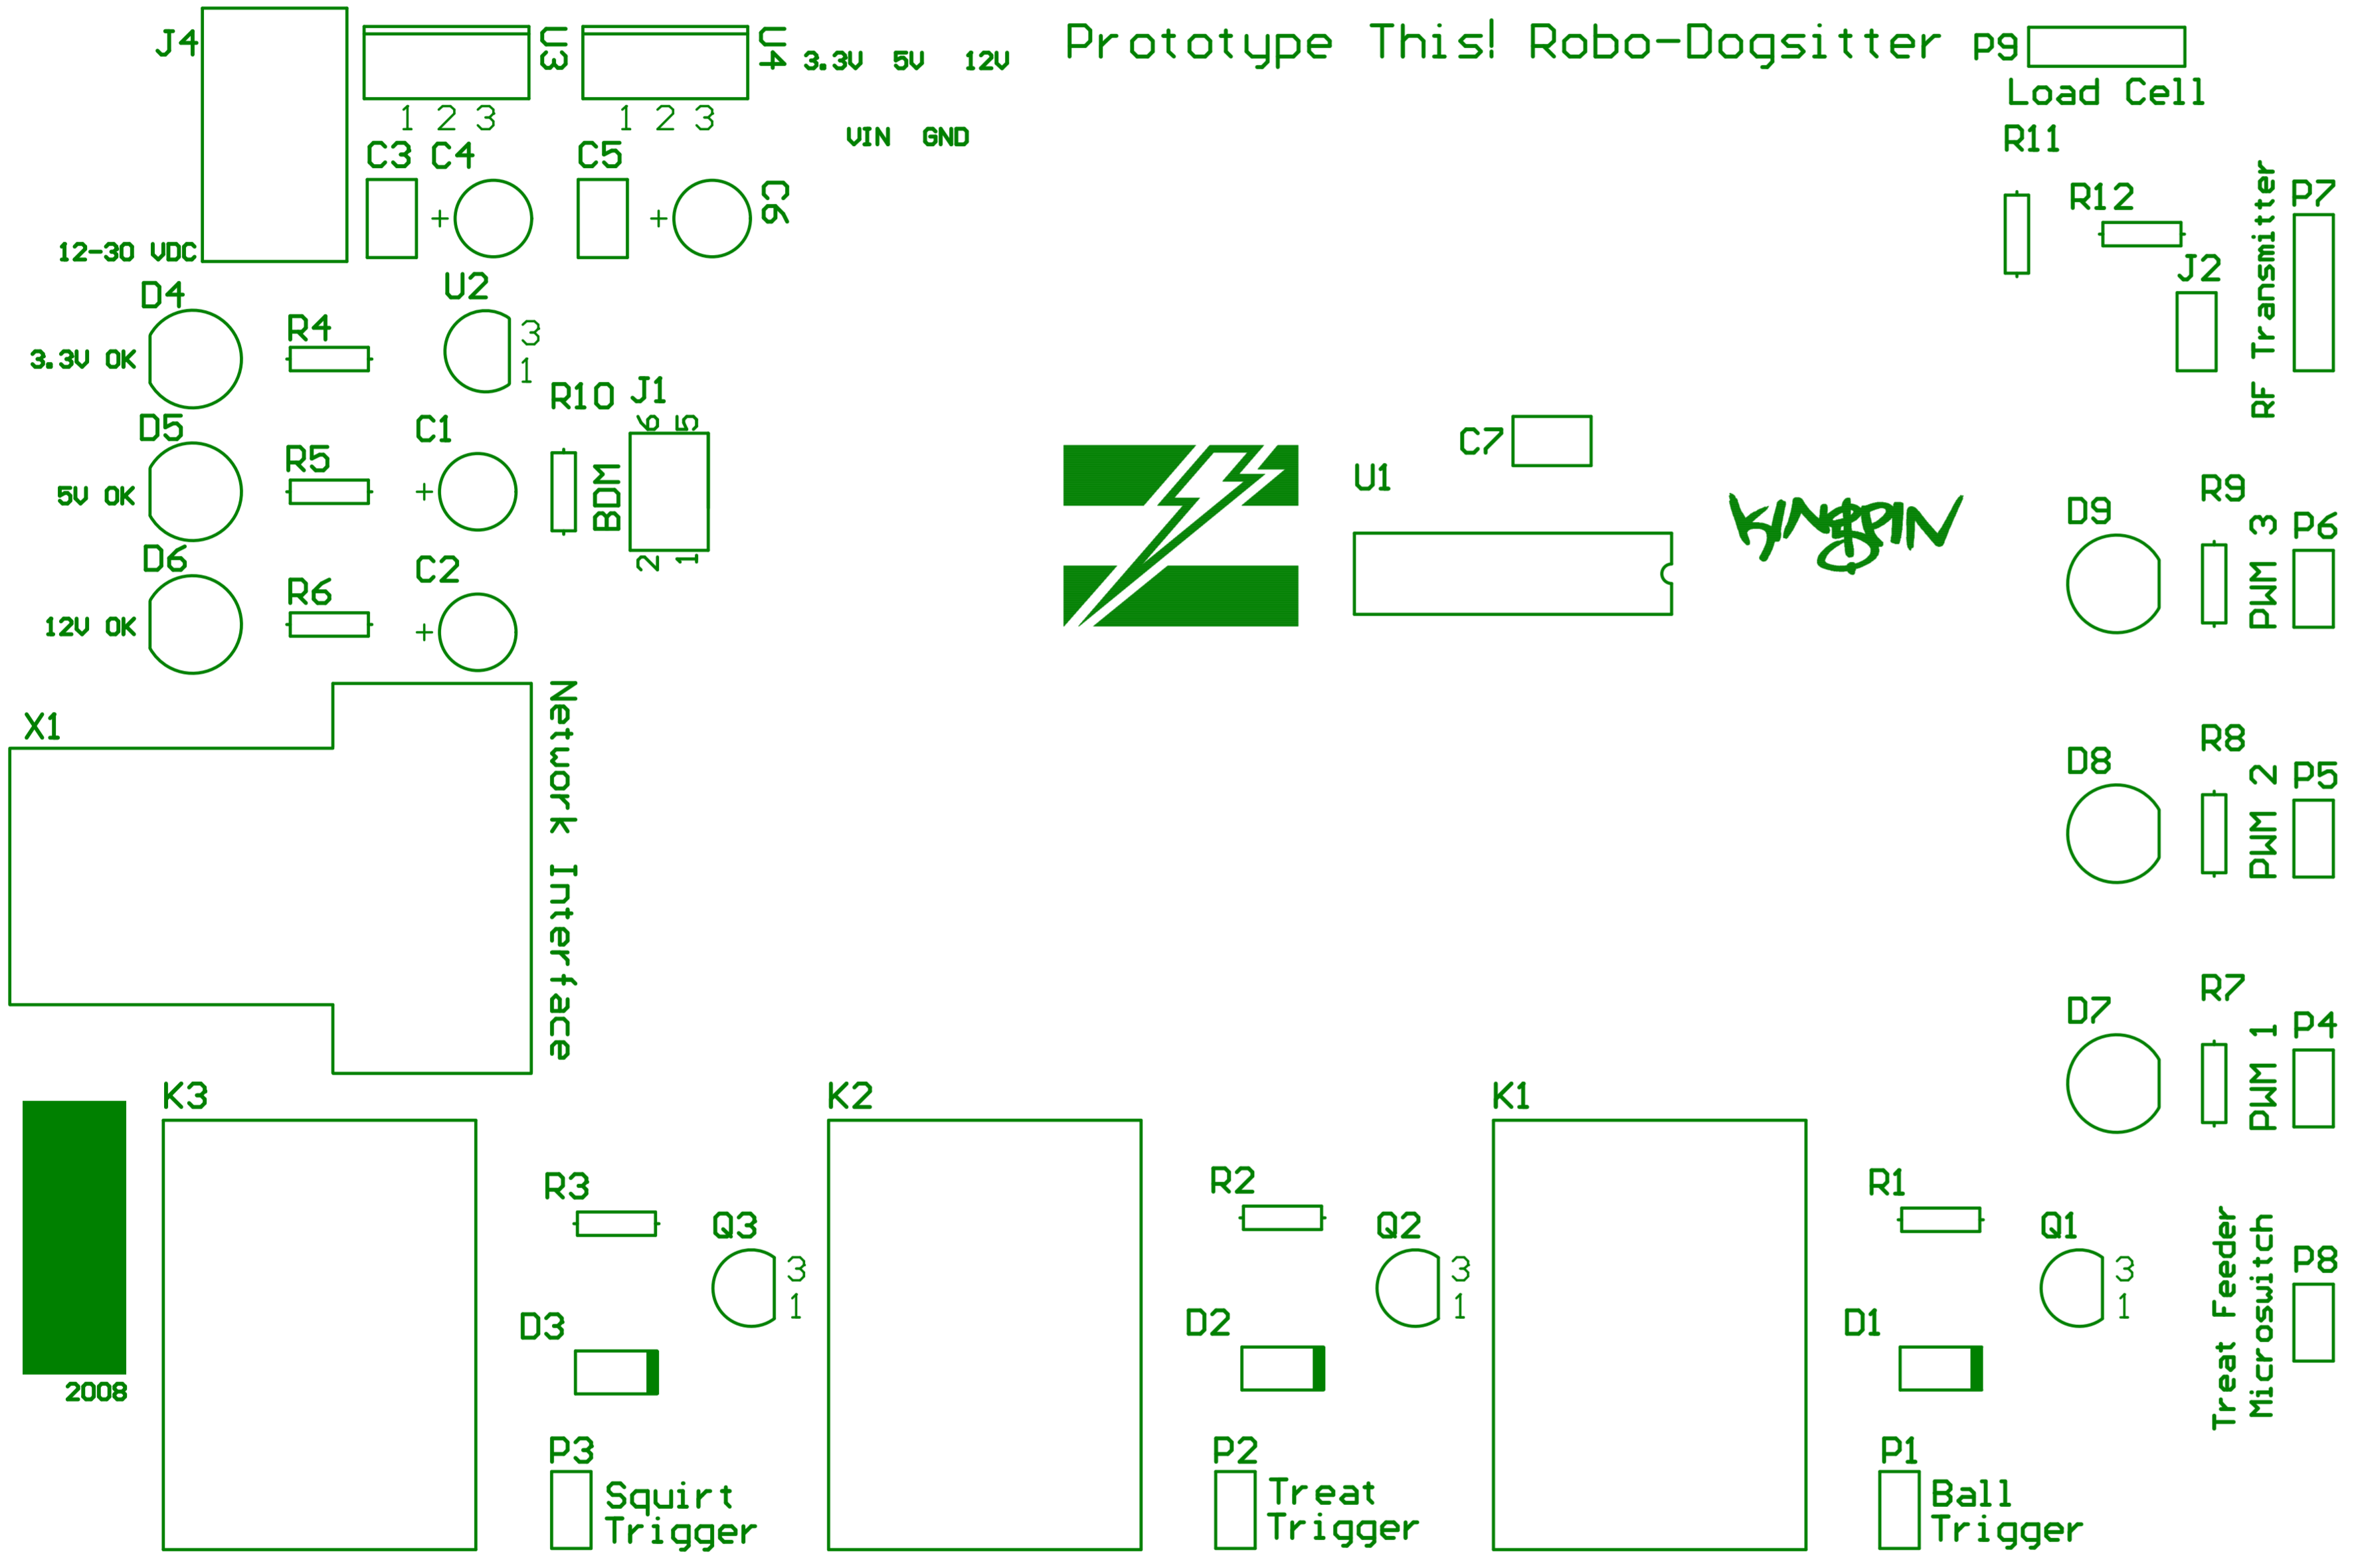 J4
U3
U4
3.3V 5V 12V
Prototype This! Robo-Dogsitter
P9
Load Cell
1 2 3
1 2 3
VIN GND
C3
C4
+
C5
+
C6
R11
R12
J2
RF Transmitter
P7
12-30 VDC
D4
R4
U2
3
1
3.3V OK
D5
R5
C1
+
R10
BDM
J1
6 5
2 1
5V OK
D6
R6
C2
+
12V OK
C7
U1
D9
R9
PWM 3
P6
X1
Network Interface
D8
R8
PWM 2
P5
D7
R7
PWM 1
P4
K3
K2
K1
R3
Q3
3
1
R2
Q2
3
1
R1
Q1
3
1
D3
D2
D1
Treat Feeder
Microswitch
P8
2008
P3
Squirt
Trigger
P2
Treat
Trigger
P1
Ball
Trigger